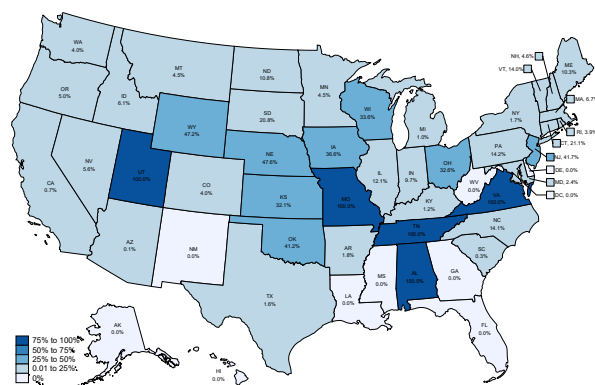 WA
4.0%
MT
4.5%
ND
10.8%
MN
4.5%
NH, 4.6%
VT, 14.0%
ME
10.3%
OR
5.0%
ID
6.1%
SD
20.8%
WI
33.6%
MI
1.0%
NY
1.7%
MA, 6.7%
RI, 3.9%
CT, 21.1%
WY
47.2%
NE
47.6%
IA
36.6%
PA
14.2%
NJ, 41.7%
NV
5.6%
UT
100.0%
CO
4.0%
IL
12.1%
IN
9.7%
OH
32.6%
WV
0.0%
DE, 0.0%
MD, 2.4%
DC, 0.0%
CA
0.7%
KS
32.1%
MO
100.0%
KY
1.2%
VA
100.0%
AZ
0.1%
NM
0.0%
OK
41.2%
AR
1.8%
TN
100.0%
NC
14.1%
SC
0.3%
TX
1.6%
LA
0.0%
MS
0.0%
AL
100.0%
GA
0.0%
FL
0.0%
AK
0.0%
HI
0.0%
75% to 100%
50% to 75%
25% to 50%
0.01 to 25%
0%